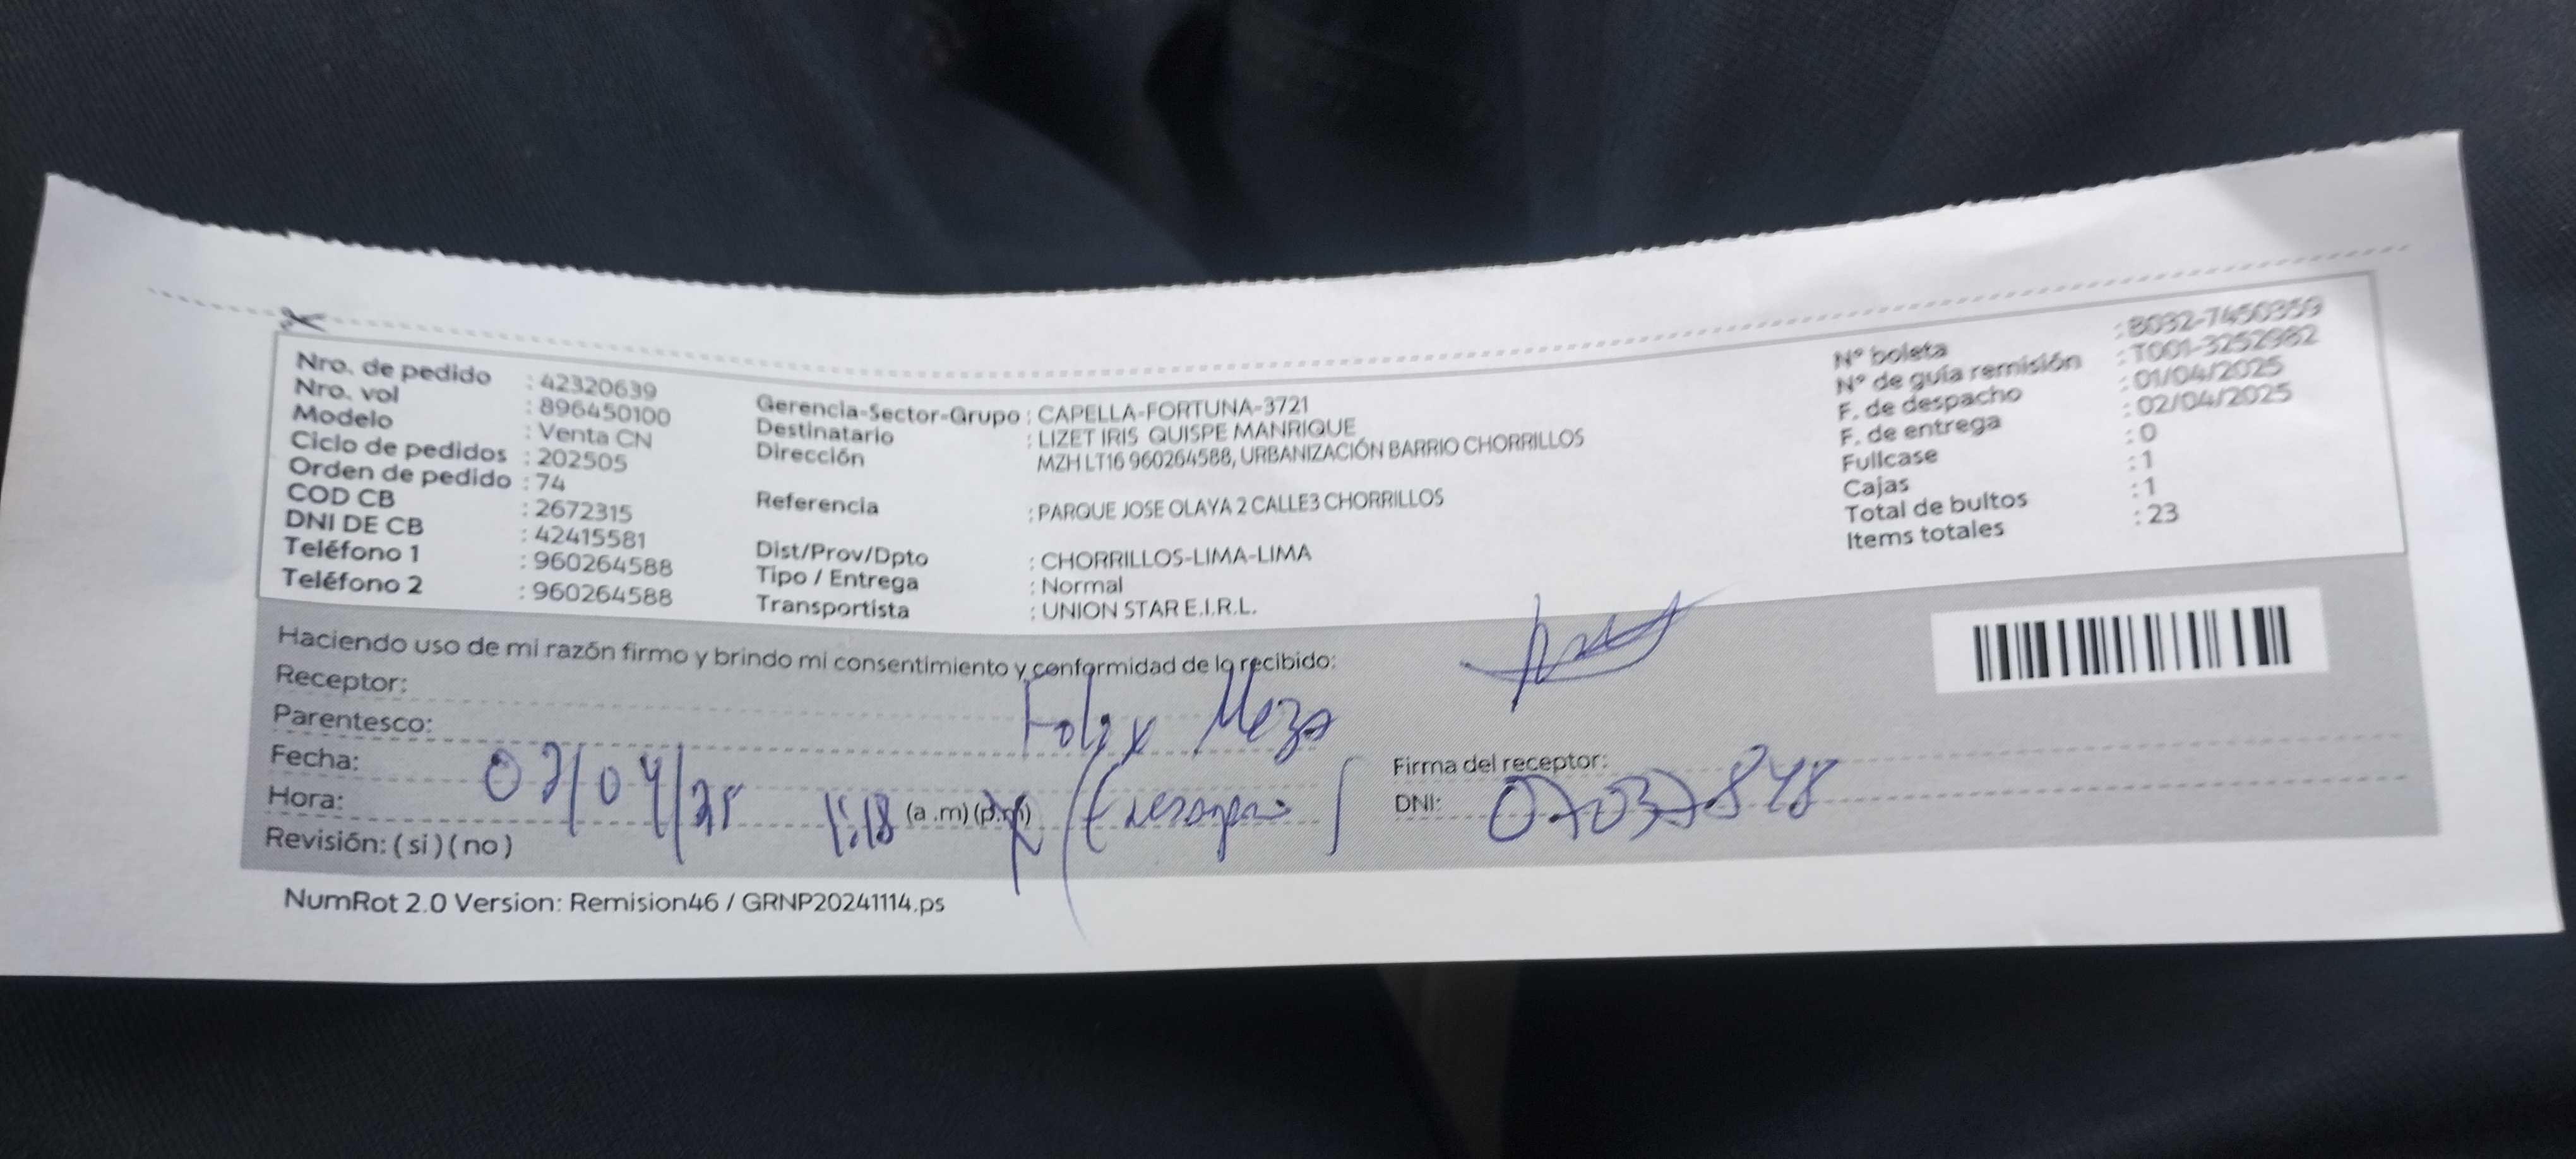 Nro. de pedido : 42320639
Nro. vol : 896450100
Modelo : Venta CN
Ciclo de pedidos : 202505
Orden de pedido : 74
COD CB : 2672315
DNI DE CB : 42415581
Teléfono 1 : 960264588
Teléfono 2 : 960264588
Gerencia-Sector-Grupo : CAPELLA-FORTUNA-3721
Destinatario : LIZET IRIS QUISPE MANRIQUE
Dirección MZH LT16 960264588, URBANIZACIÓN BARRIO CHORRILLOS
Referencia : PARQUE JOSE OLAYA 2 CALLE3 CHORRILLOS
Dist/Prov/Dpto : CHORRILLOS-LIMA-LIMA
Tipo / Entrega : Normal
Transportista : UNION STAR E.I.R.L.
N° boleta : B032-7450359
N° de guía remisión : T001-3252982
F. de despacho : 01/04/2025
F. de entrega : 02/04/2025
Fullcase : 0
Cajas : 1
Total de bultos : 1
Items totales : 23
Haciendo uso de mi razón firmo y brindo mi consentimiento y conformidad de lo recibido:
Receptor:
Parentesco: Felix Meza
Fecha:
Firma del receptor:
Hora: 1:18 (a .m) (p.m)
DNI:
Revisión: ( si ) ( no )
NumRot 2.0 Version: Remision46 / GRNP20241114.ps